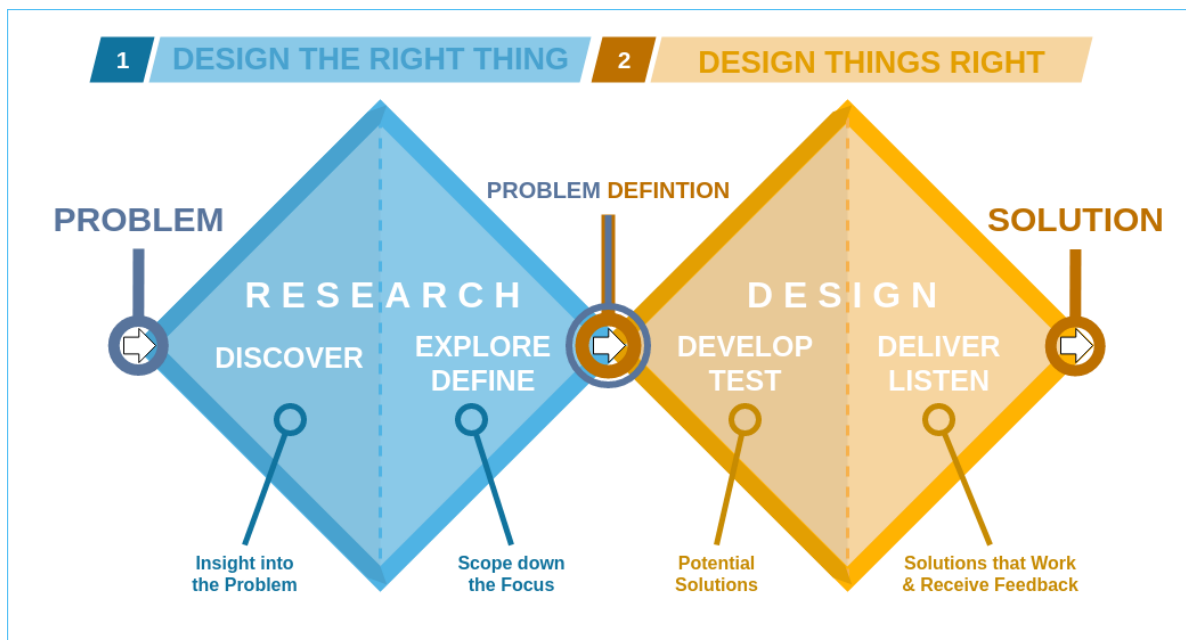 1 DESIGN THE RIGHT THING 2 DESIGN THINGS RIGHT
PROBLEM DEFINTION
PROBLEM
SOLUTION
RESEARCH
DISCOVER
EXPLORE
DEFINE
DESIGN
DEVELOP
TEST
DELIVER
LISTEN
Insight into
the Problem
Scope down
the Focus
Potential
Solutions
Solutions that Work
& Receive Feedback